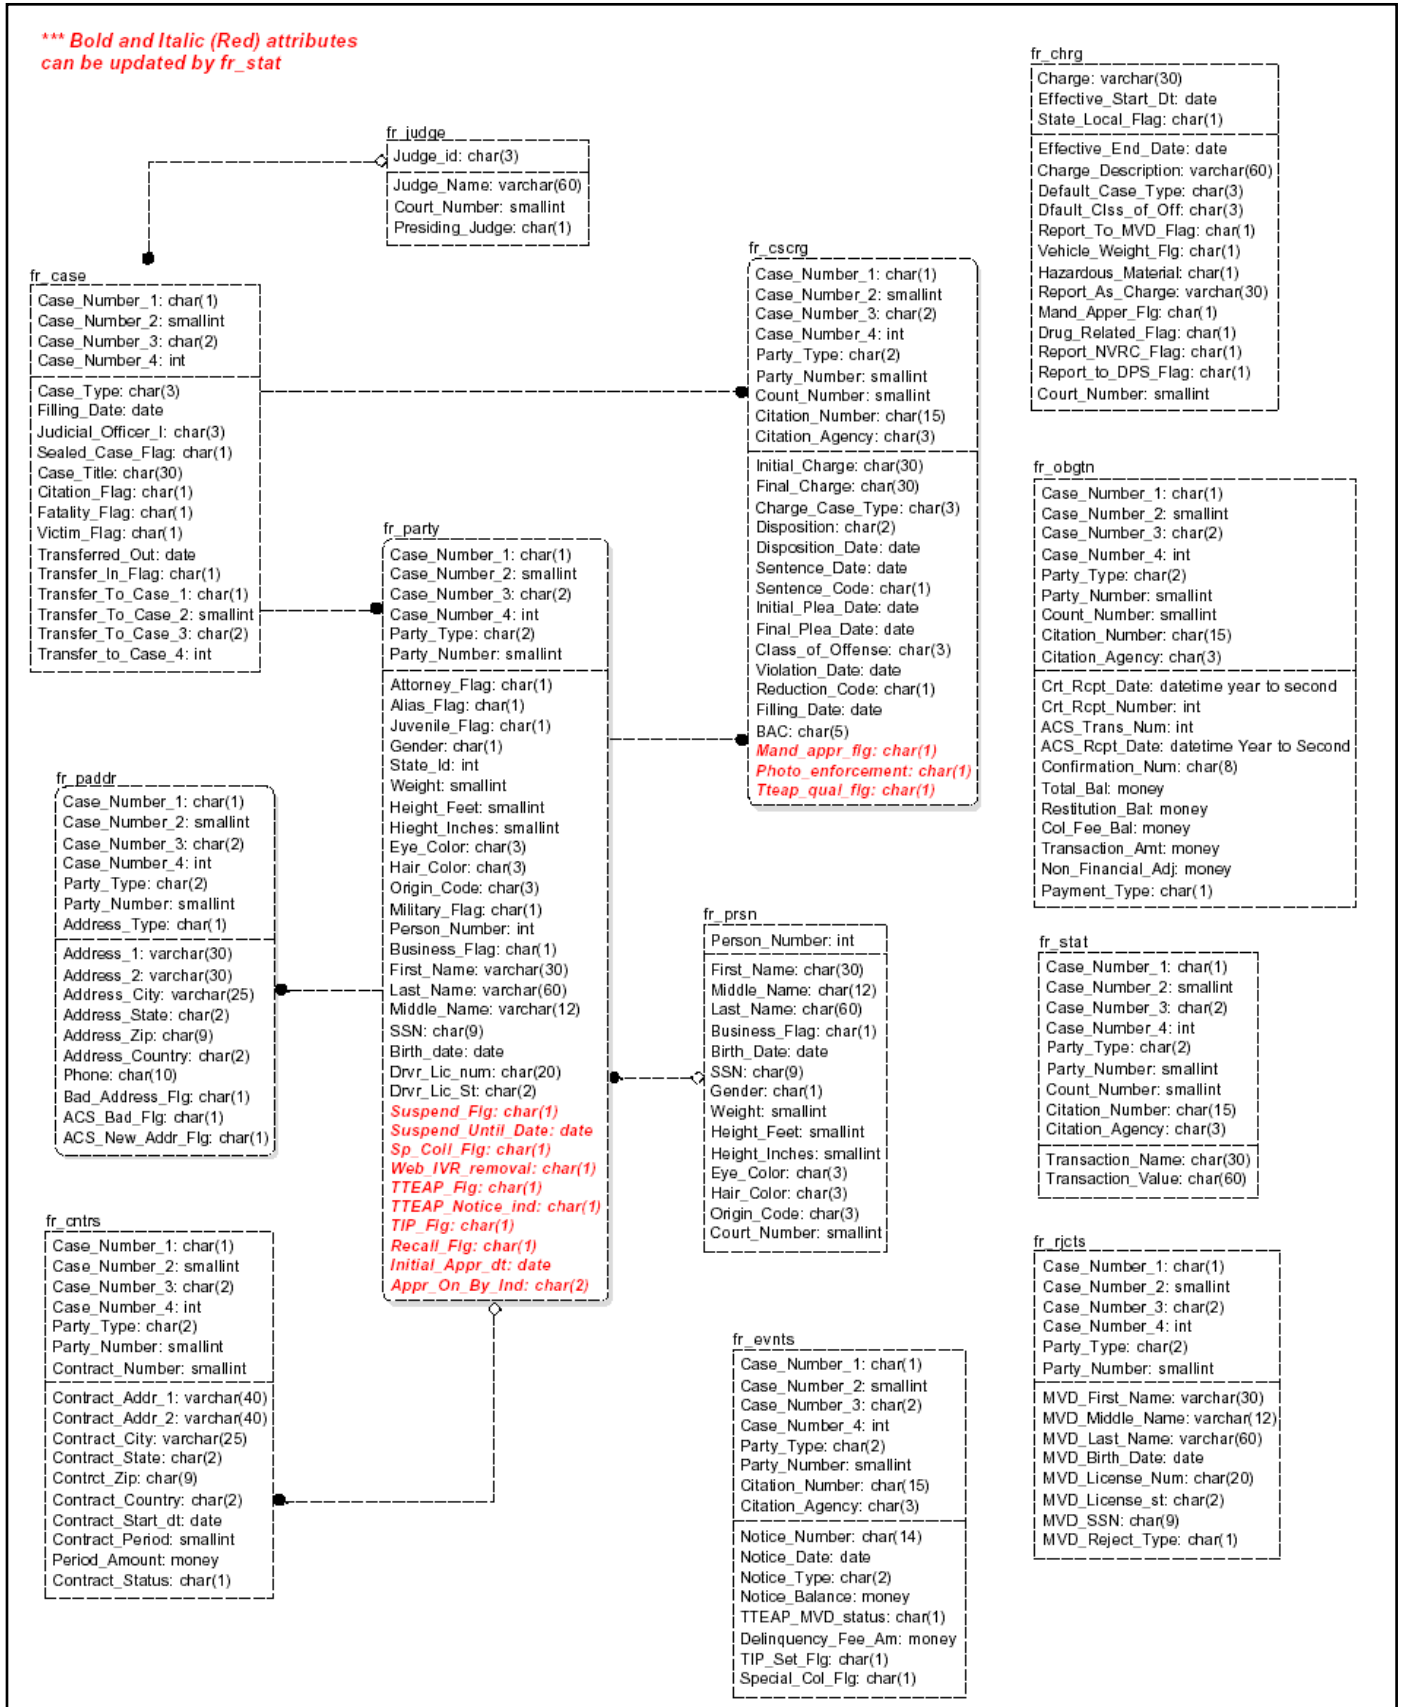 *** Bold and Italic (Red) attributes
can be updated by fr_stat
fr_judge
Judge_id: char(3)
Judge_Name: varchar(60)
Court_Number: smallint
Presiding_Judge: char(1)
fr_case
Case_Number_1: char(1)
Case_Number_2: smallint
Case_Number_3: char(2)
Case_Number_4: int
Case_Type: char(3)
Filling_Date: date
Judicial_Officer_I: char(3)
Sealed_Case_Flag: char(1)
Case_Title: char(30)
Citation_Flag: char(1)
Fatality_Flag: char(1)
Victim_Flag: char(1)
Transferred_Out: date
Transfer_In_Flag: char(1)
Transfer_To_Case_1: char(1)
Transfer_To_Case_2: smallint
Transfer_To_Case_3: char(2)
Transfer_to_Case_4: int
fr_paddr
Case_Number_1: char(1)
Case_Number_2: smallint
Case_Number_3: char(2)
Case_Number_4: int
Party_Type: char(2)
Party_Number: smallint
Address_Type: char(1)
Address_1: varchar(30)
Address_2: varchar(30)
Address_City: varchar(25)
Address_State: char(2)
Address_Zip: char(9)
Address_Country: char(2)
Phone: char(10)
Bad_Address_Flg: char(1)
ACS_Bad_Flg: char(1)
ACS_New_Addr_Flg: char(1)
fr_cntrs
Case_Number_1: char(1)
Case_Number_2: smallint
Case_Number_3: char(2)
Case_Number_4: int
Party_Type: char(2)
Party_Number: smallint
Contract_Number: smallint
Contract_Addr_1: varchar(40)
Contract_Addr_2: varchar(40)
Contract_City: varchar(25)
Contract_State: char(2)
Contrct_Zip: char(9)
Contract_Country: char(2)
Contract_Start_dt: date
Contract_Period: smallint
Period_Amount: money
Contract_Status: char(1)
fr_party
Case_Number_1: char(1)
Case_Number_2: smallint
Case_Number_3: char(2)
Case_Number_4: int
Party_Type: char(2)
Party_Number: smallint
Attorney_Flag: char(1)
Alias_Flag: char(1)
Juvenile_Flag: char(1)
Gender: char(1)
State_Id: int
Weight: smallint
Height_Feet: smallint
Hieght_Inches: smallint
Eye_Color: char(3)
Hair_Color: char(3)
Origin_Code: char(3)
Military_Flag: char(1)
Person_Number: int
Business_Flag: char(1)
First_Name: varchar(30)
Last_Name: varchar(60)
Middle_Name: varchar(12)
SSN: char(9)
Birth_date: date
Drvr_Lic_num: char(20)
Drvr_Lic_St: char(2)
Suspend_Flg: char(1)
Suspend_Until_Date: date
Sp_Coll_Flg: char(1)
Web_IVR_removal: char(1)
TTEAP_Flg: char(1)
TTEAP_Notice_ind: char(1)
TIP_Flg: char(1)
Recall_Flg: char(1)
Initial_Appr_dt: date
Appr_On_By_Ind: char(2)
fr_cscrg
Case_Number_1: char(1)
Case_Number_2: smallint
Case_Number_3: char(2)
Case_Number_4: int
Party_Type: char(2)
Party_Number: smallint
Count_Number: smallint
Citation_Number: char(15)
Citation_Agency: char(3)
Initial_Charge: char(30)
Final_Charge: char(30)
Charge_Case_Type: char(3)
Disposition: char(2)
Disposition_Date: date
Sentence_Date: date
Sentence_Code: char(1)
Initial_Plea_Date: date
Final_Plea_Date: date
Class_of_Offense: char(3)
Violation_Date: date
Reduction_Code: char(1)
Filling_Date: date
BAC: char(5)
Mand_appr_flg: char(1)
Photo_enforcement: char(1)
Tteap_qual_flg: char(1)
fr_prsn
Person_Number: int
First_Name: char(30)
Middle_Name: char(12)
Last_Name: char(60)
Business_Flag: char(1)
Birth_Date: date
SSN: char(9)
Gender: char(1)
Weight: smallint
Height_Feet: smallint
Height_Inches: smallint
Eye_Color: char(3)
Hair_Color: char(3)
Origin_Code: char(3)
Court_Number: smallint
fr_evnts
Case_Number_1: char(1)
Case_Number_2: smallint
Case_Number_3: char(2)
Case_Number_4: int
Party_Type: char(2)
Party_Number: smallint
Citation_Number: char(15)
Citation_Agency: char(3)
Notice_Number: char(14)
Notice_Date: date
Notice_Type: char(2)
Notice_Balance: money
TTEAP_MVD_status: char(1)
Delinquency_Fee_Am: money
TIP_Set_Flg: char(1)
Special_Col_Flg: char(1)
fr_chrg
Charge: varchar(30)
Effective_Start_Dt: date
State_Local_Flag: char(1)
Effective_End_Date: date
Charge_Description: varchar(60)
Default_Case_Type: char(3)
Dfault_Clss_of_Off: char(3)
Report_To_MVD_Flag: char(1)
Vehicle_Weight_Flg: char(1)
Hazardous_Material: char(1)
Report_As_Charge: varchar(30)
Mand_Apper_Flg: char(1)
Drug_Related_Flag: char(1)
Report_NVRC_Flag: char(1)
Report_to_DPS_Flag: char(1)
Court_Number: smallint
fr_obgtn
Case_Number_1: char(1)
Case_Number_2: smallint
Case_Number_3: char(2)
Case_Number_4: int
Party_Type: char(2)
Party_Number: smallint
Count_Number: smallint
Citation_Number: char(15)
Citation_Agency: char(3)
Crt_Rcpt_Date: datetime year to second
Crt_Rcpt_Number: int
ACS_Trans_Num: int
ACS_Rcpt_Date: datetime Year to Second
Confirmation_Num: char(8)
Total_Bal: money
Restitution_Bal: money
Col_Fee_Bal: money
Transaction_Amt: money
Non_Financial_Adj: money
Payment_Type: char(1)
fr_stat
Case_Number_1: char(1)
Case_Number_2: smallint
Case_Number_3: char(2)
Case_Number_4: int
Party_Type: char(2)
Party_Number: smallint
Count_Number: smallint
Citation_Number: char(15)
Citation_Agency: char(3)
Transaction_Name: char(30)
Transaction_Value: char(60)
fr_rjcts
Case_Number_1: char(1)
Case_Number_2: smallint
Case_Number_3: char(2)
Case_Number_4: int
Party_Type: char(2)
Party_Number: smallint
MVD_First_Name: varchar(30)
MVD_Middle_Name: varchar(12)
MVD_Last_Name: varchar(60)
MVD_Birth_Date: date
MVD_License_Num: char(20)
MVD_License_st: char(2)
MVD_SSN: char(9)
MVD_Reject_Type: char(1)